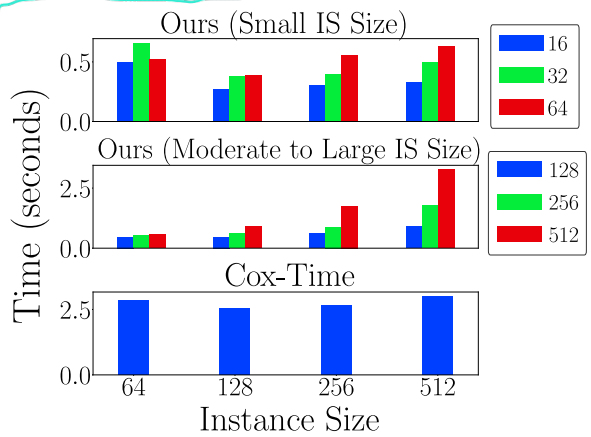 Ours (Small IS Size)
0.5
0.0
16
32
64
Ours (Moderate to Large IS Size)
2.5
0.0
128
256
512
Time (seconds)
Cox-Time
2.5
0.0
64 128 256 512
Instance Size